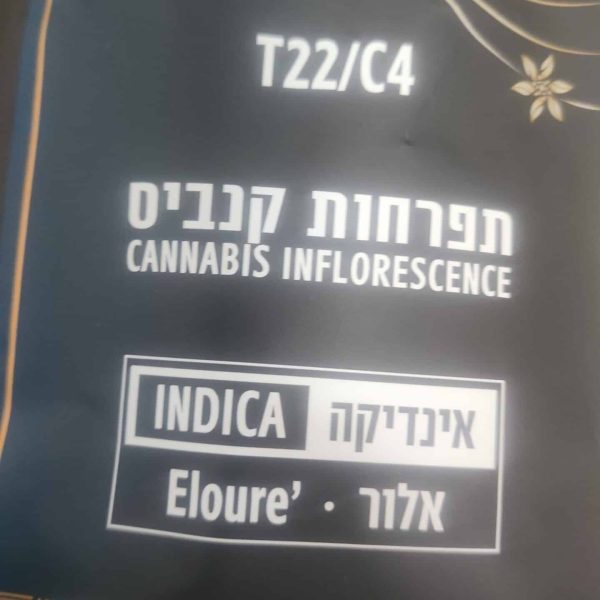 T22/C4
תפרחות קנביס
CANNABIS INFLORESCENCE
INDICA אינדיקה
Eloure’ · אלור